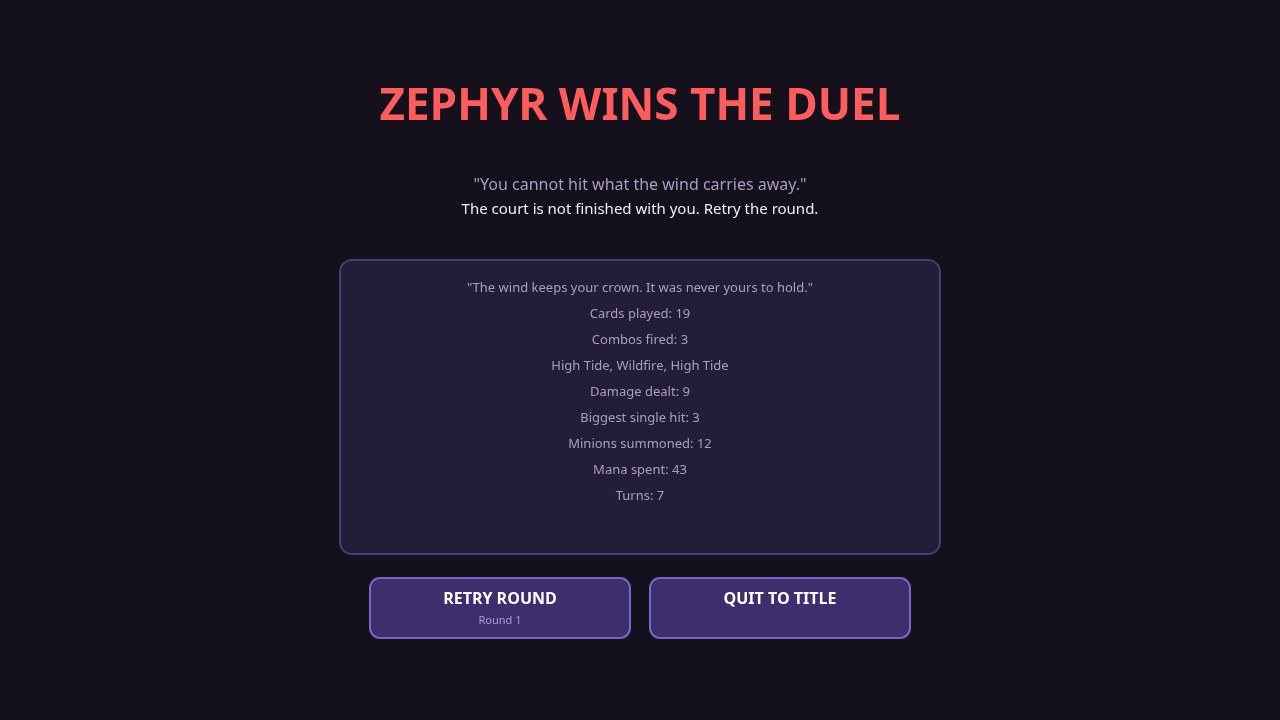 ZEPHYR WINS THE DUEL
"You cannot hit what the wind carries away."
The court is not finished with you. Retry the round.
"The wind keeps your crown. It was never yours to hold."
Cards played: 19
Combos fired: 3
High Tide, Wildfire, High Tide
Damage dealt: 9
Biggest single hit: 3
Minions summoned: 12
Mana spent: 43
Turns: 7
RETRY ROUND
Round 1
QUIT TO TITLE